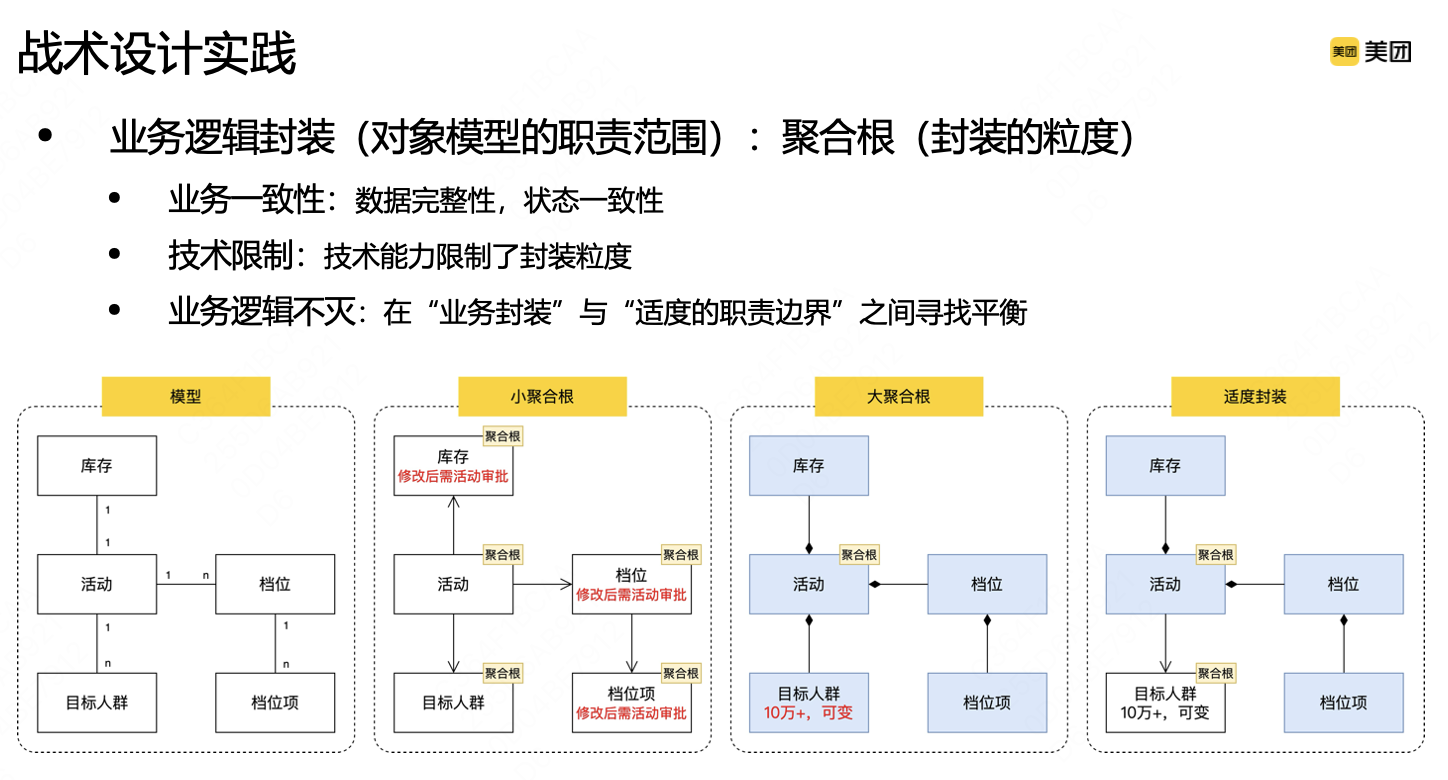 战术设计实践
美团 美团
• 业务逻辑封装（对象模型的职责范围）：聚合根（封装的粒度）
• 业务一致性：数据完整性，状态一致性
• 技术限制：技术能力限制了封装粒度
• 业务逻辑不灭：在“业务封装”与“适度的职责边界”之间寻找平衡
模型
库存
1
1
活动
1
n
档位
1
n
1
n
目标人群
档位项
小聚合根
聚合根
库存
修改后需活动审批
聚合根
活动
聚合根
档位
修改后需活动审批
聚合根
目标人群
聚合根
档位项
修改后需活动审批
大聚合根
库存
聚合根
活动
档位
目标人群
10万+，可变
档位项
适度封装
库存
聚合根
活动
档位
聚合根
目标人群
10万+，可变
档位项